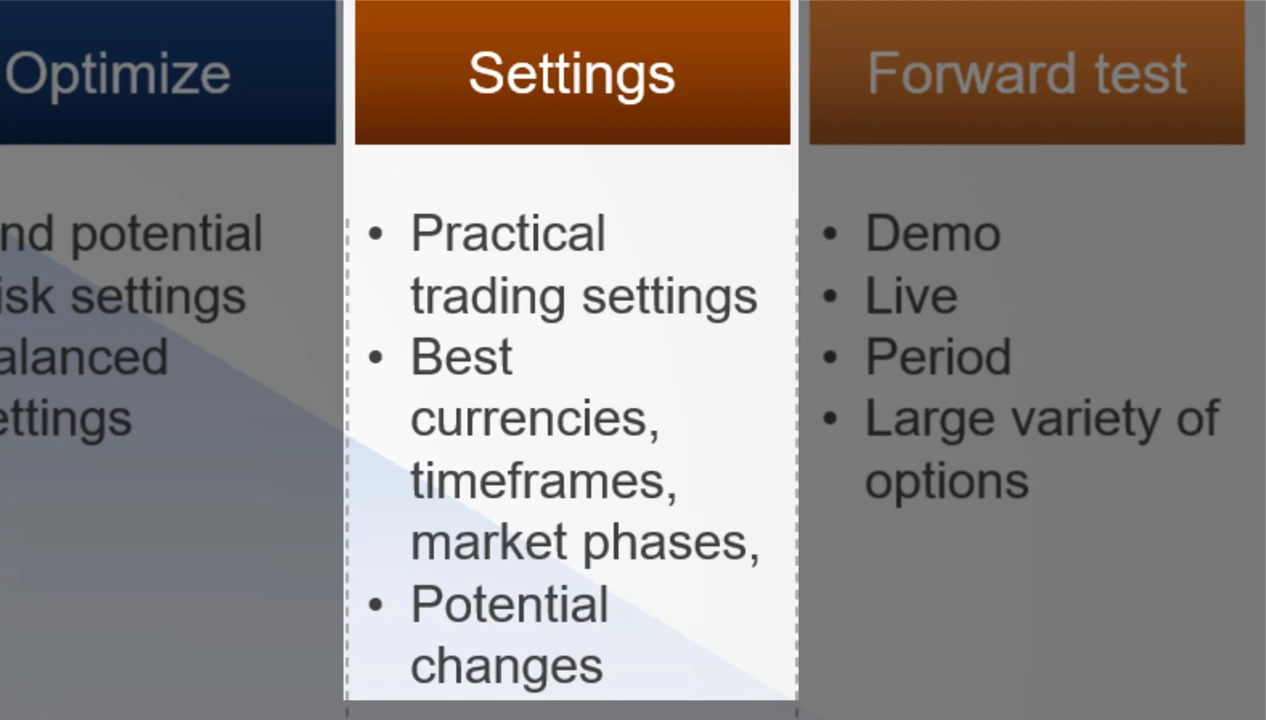 Optimize
nd potential
isk settings
alanced
ettings
Settings
• Practical
trading settings
• Best
currencies,
timeframes,
market phases,
• Potential
changes
Forward test
• Demo
• Live
• Period
• Large variety of
options